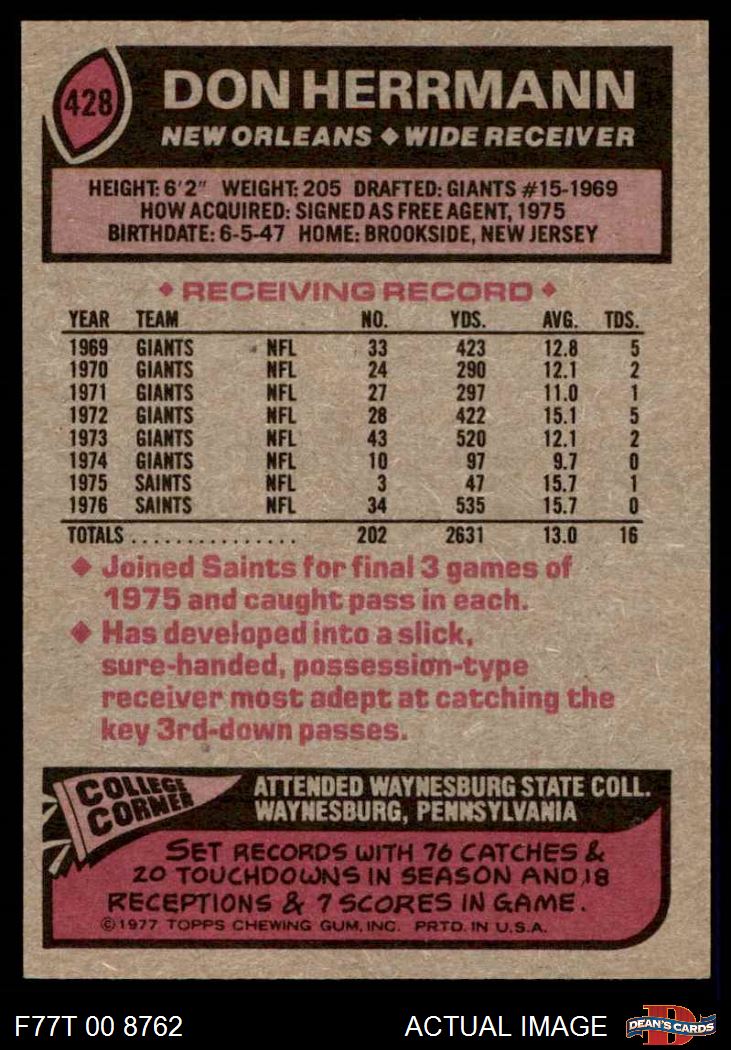 428
DON HERRMANN
NEW ORLEANS ◆ WIDE RECEIVER
HEIGHT: 6'2" WEIGHT: 205 DRAFTED: GIANTS #15-1969
HOW ACQUIRED: SIGNED AS FREE AGENT, 1975
BIRTHDATE: 6-5-47 HOME: BROOKSIDE, NEW JERSEY
◆ RECEIVING RECORD ◆
YEAR TEAM NO. YDS. AVG. TDS.
1969 GIANTS NFL 33 423 12.8 5
1970 GIANTS NFL 24 290 12.1 2
1971 GIANTS NFL 27 297 11.0 1
1972 GIANTS NFL 28 422 15.1 5
1973 GIANTS NFL 43 520 12.1 2
1974 GIANTS NFL 10 97 9.7 0
1975 SAINTS NFL 3 47 15.7 1
1976 SAINTS NFL 34 535 15.7 0
TOTALS ............... 202 2631 13.0 16
◆ Joined Saints for final 3 games of
1975 and caught pass in each.
◆ Has developed into a slick,
sure-handed, possession-type
receiver most adept at catching the
key 3rd-down passes.
COLLEGE
CORNER
ATTENDED WAYNESBURG STATE COLL.
WAYNESBURG, PENNSYLVANIA
SET RECORDS WITH 76 CATCHES &
20 TOUCHDOWNS IN SEASON AND 18
RECEPTIONS & 7 SCORES IN GAME.
©1977 TOPPS CHEWING GUM, INC. PRTD. IN U.S.A.
F77T 00 8762
ACTUAL IMAGE
D
DEAN'S CARDS